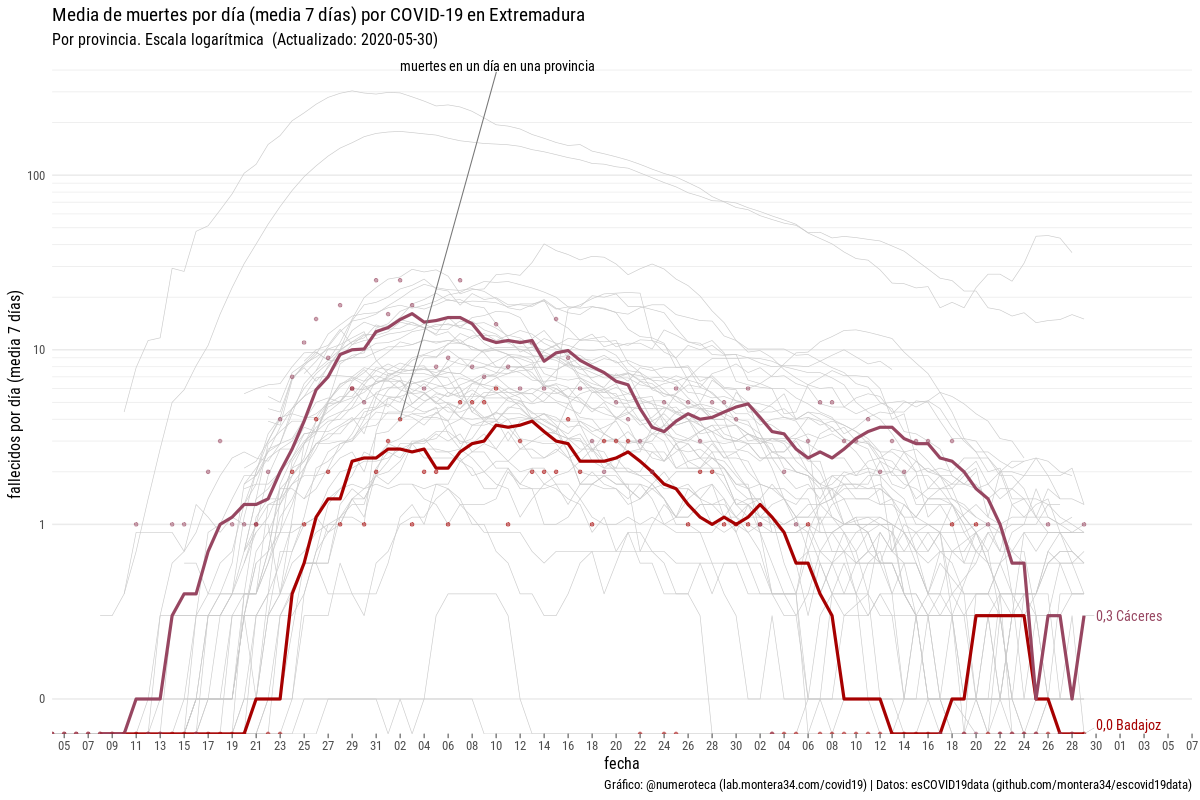 Media de muertes por día (media 7 días) por COVID-19 en Extremadura
Por provincia. Escala logarítmica (Actualizado: 2020-05-30)
muertes en un día en una provincia
fallecidos por día (media 7 días)
100
10
1
0
0,3 Cáceres
0,0 Badajoz
05 07 09 11 13 15 17 19 21 23 25 27 29 31 02 04 06 08 10 12 14 16 18 20 22 24 26 28 30 02 04 06 08 10 12 14 16 18 20 22 24 26 28 30 01 03 05 07
fecha
Gráfico: @numeroteca (lab.montera34.com/covid19) | Datos: esCOVID19data (github.com/montera34/escovid19data)